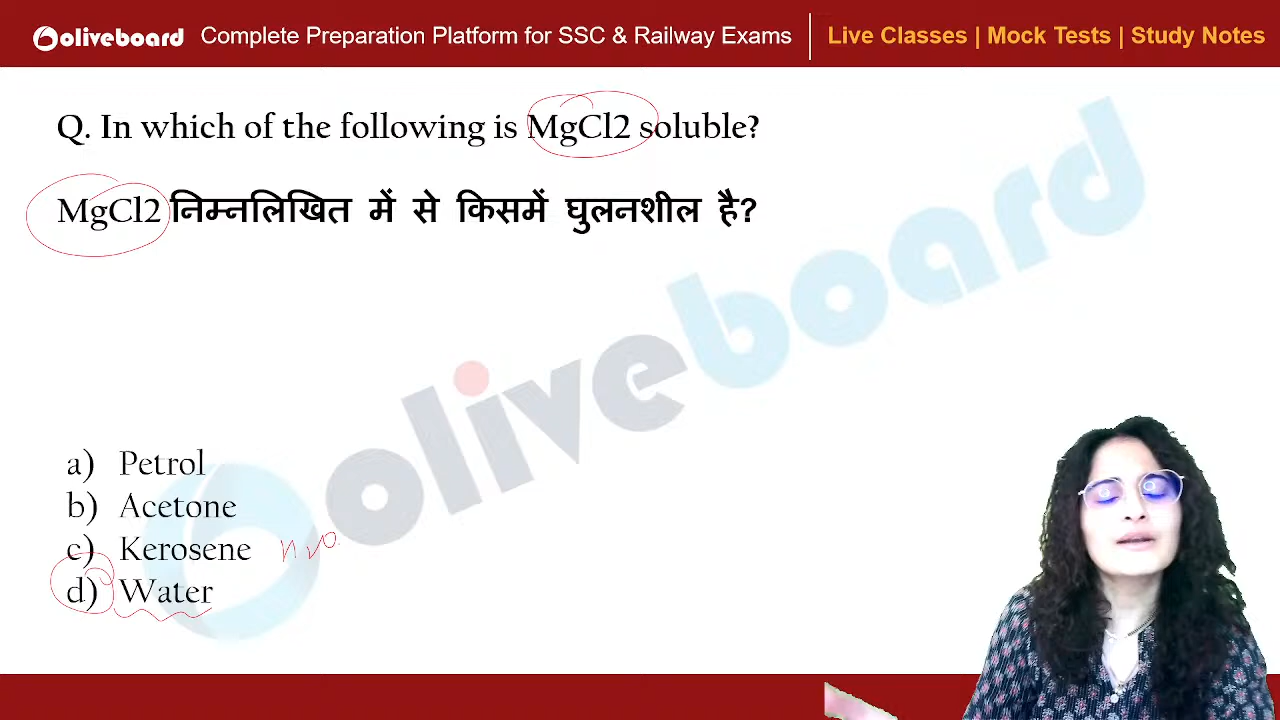 oliveboard Complete Preparation Platform for SSC & Railway Exams Live Classes | Mock Tests | Study Notes
Q. In which of the following is MgCl2 soluble?
MgCl2 निम्नलिखित में से किसमें घुलनशील है?
oliveboard
a) Petrol
b) Acetone
c) Kerosene
d) Water